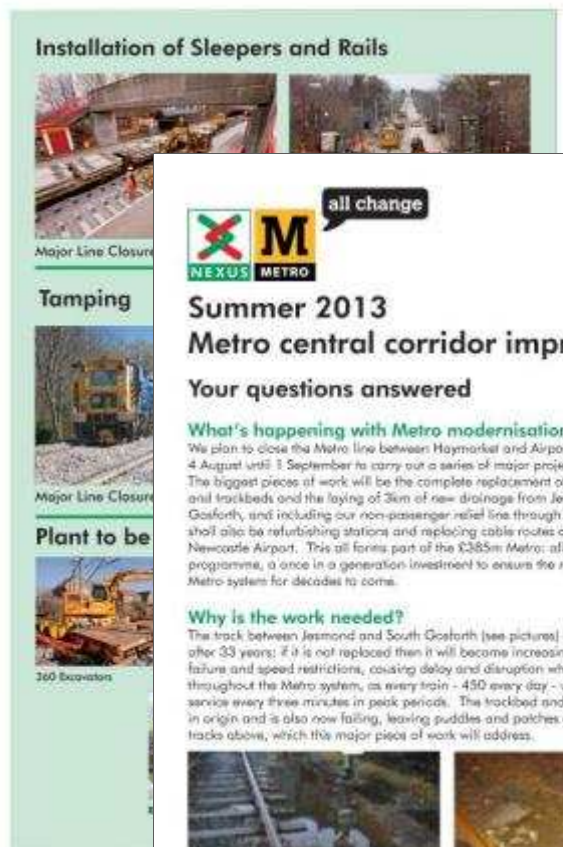 Installation of Sleepers and Rails
Major Line Closure
Tamping
Major Line Closure
Plant to be
360 Excavators
all change
NEXUS METRO
Summer 2013
Metro central corridor impr
Your questions answered
What's happening with Metro modernisation
We plan to close the Metro line between Haymarket and Airpo
4 August until 1 September to carry out a series of major proje
The biggest pieces of work will be the complete replacement o
and trackbeds and the laying of 3km of new drainage from Je
Gosforth, and including our non-passenger relief line through
shall also be refurbishing stations and replacing cable routes
Newcastle Airport. This all forms part of the £385m Metro: all
programme, a once in a generation investment to ensure the
Metro system for decades to come.
Why is the work needed?
The track between Jesmond and South Gosforth (see pictures)
after 33 years; if it is not replaced then it will become increasin
failure and speed restrictions, causing delay and disruption wh
throughout the Metro system, as every train - 450 every day -
service every three minutes in peak periods. The trackbed and
in origin and is also now failing, leaving puddles and patches
tracks above, which this major piece of work will address.